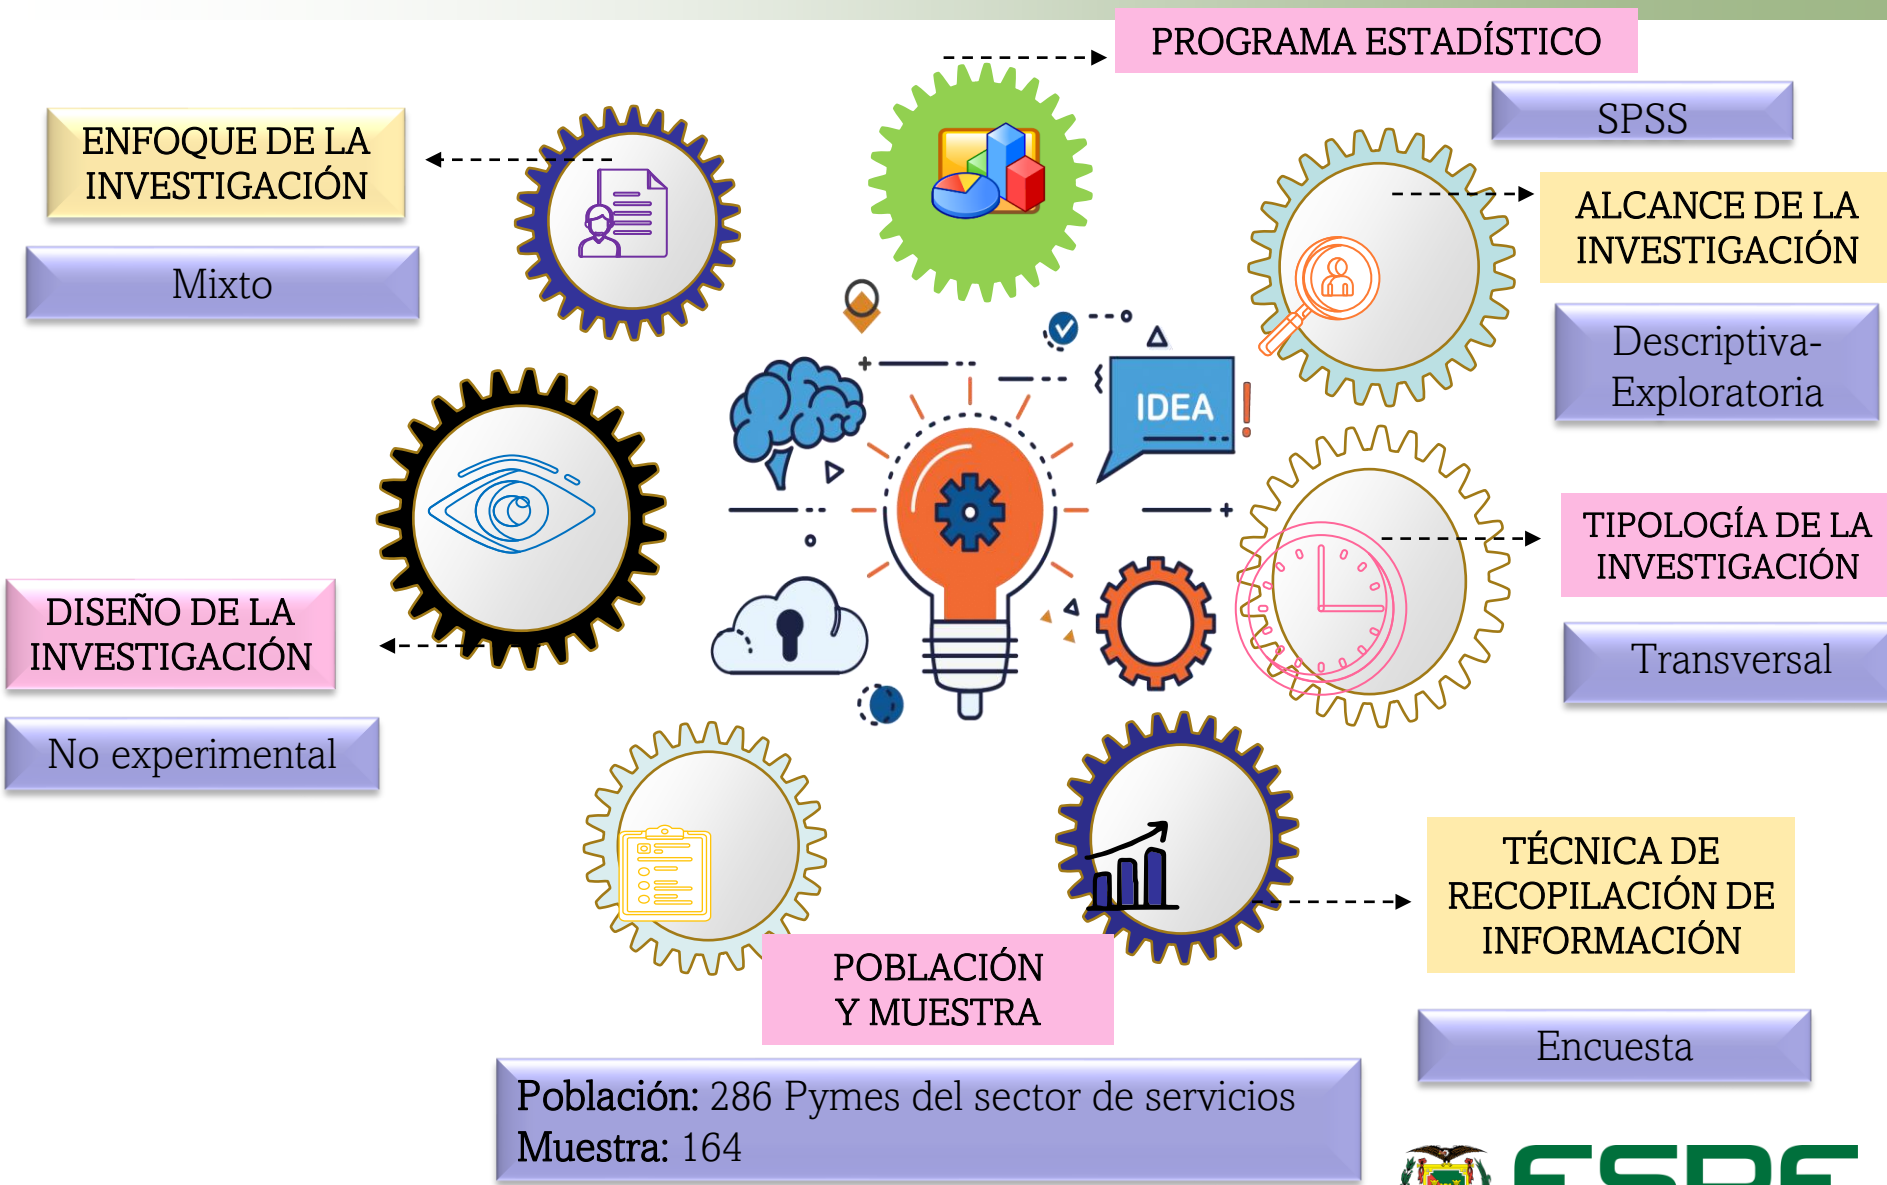 PROGRAMA ESTADÍSTICO
SPSS
ENFOQUE DE LA
INVESTIGACIÓN
Mixto
ALCANCE DE LA
INVESTIGACIÓN
Descriptiva-
Exploratoria
IDEA
TIPOLOGÍA DE LA
INVESTIGACIÓN
Transversal
DISEÑO DE LA
INVESTIGACIÓN
No experimental
TÉCNICA DE
RECOPILACIÓN DE
INFORMACIÓN
Encuesta
POBLACIÓN
Y MUESTRA
Población: 286 Pymes del sector de servicios
Muestra: 164
ESPE